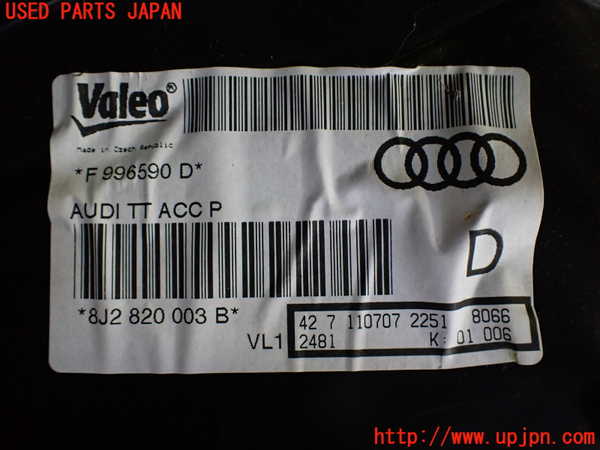 USED PARTS JAPAN
Valeo®
Made in Czech Republic
*F 996590 D*
AUDI TT ACC P
D
*8J2 820 003 B*
VL1
42 7 110707 2251 8066
2481 K: 01 006
http://www.upjpn.com/